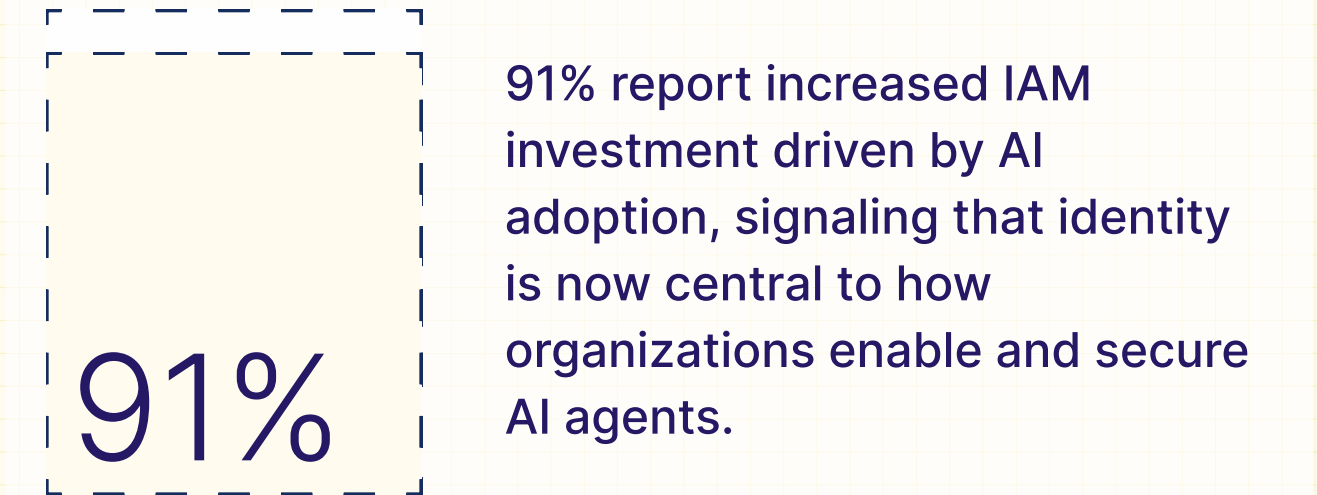 91% report increased IAM
investment driven by AI
adoption, signaling that identity
is now central to how
organizations enable and secure
AI agents.
91%